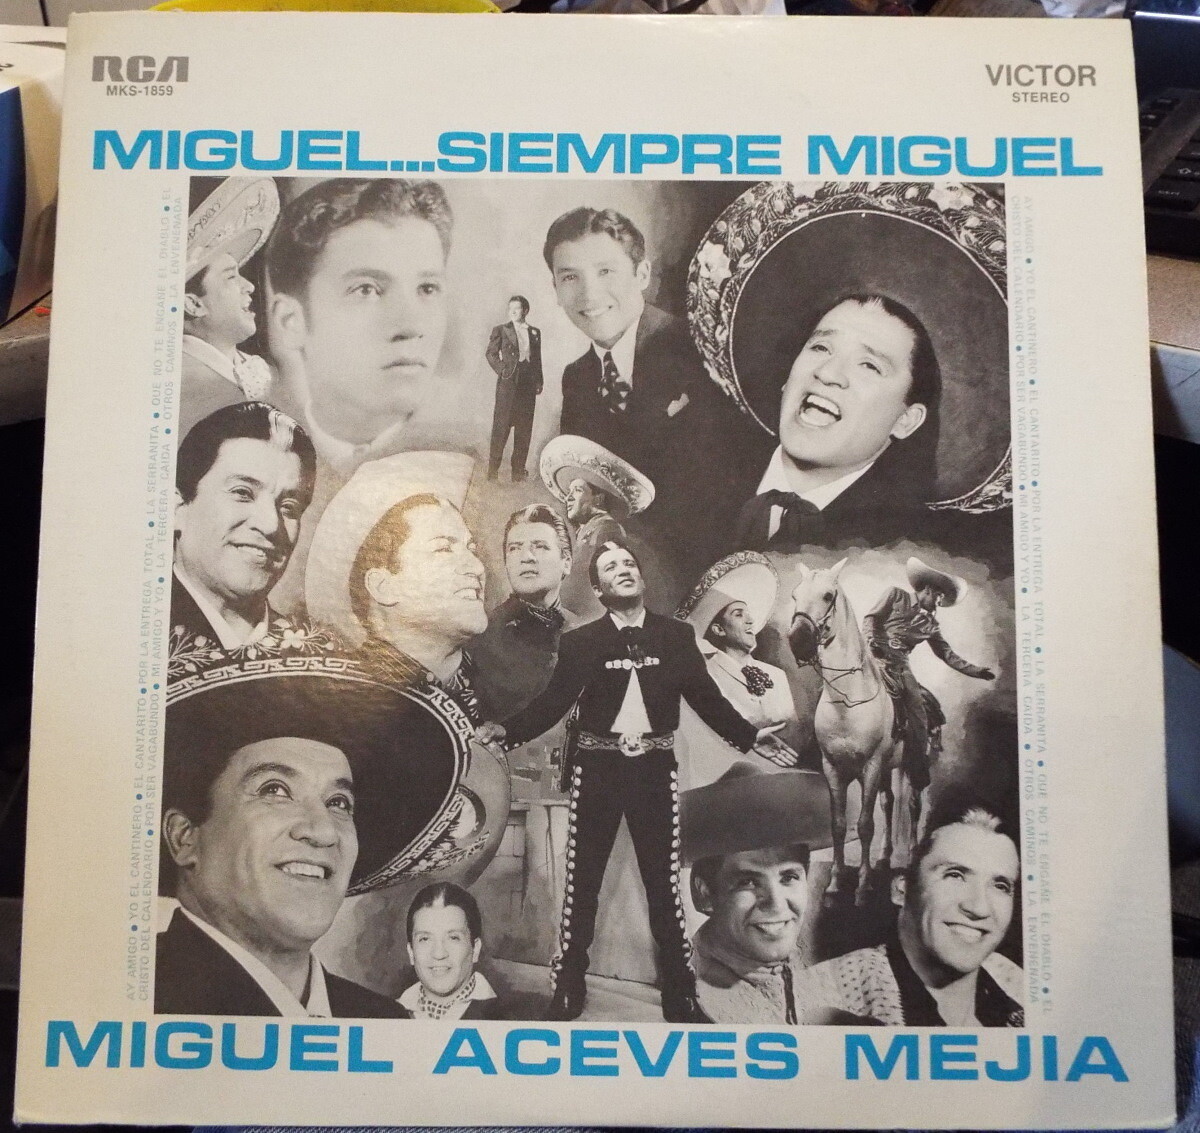 RCA
MKS-1859
VICTOR
STEREO
MIGUEL...SIEMPRE MIGUEL
AY AMIGO • YO EL CANTINERO • EL CANTARITO • POR LA ENTREGA TOTAL • LA SERRANITA • QUE NO TE ENGAÑE EL DIABLO • EL
CRISTO DEL CALENDARIO • POR SER VAGABUNDO • MI AMIGO Y YO • LA TERCERA CAIDA • OTROS CAMINOS • LA ENVENENADA
AY AMIGO • YO EL CANTINERO • EL CANTARITO • POR LA ENTREGA TOTAL • LA SERRANITA • QUE NO TE ENGAÑE EL DIABLO • EL
CRISTO DEL CALENDARIO • POR SER VAGABUNDO • MI AMIGO Y YO • LA TERCERA CAIDA • OTROS CAMINOS • LA ENVENENADA
MIGUEL ACEVES MEJIA